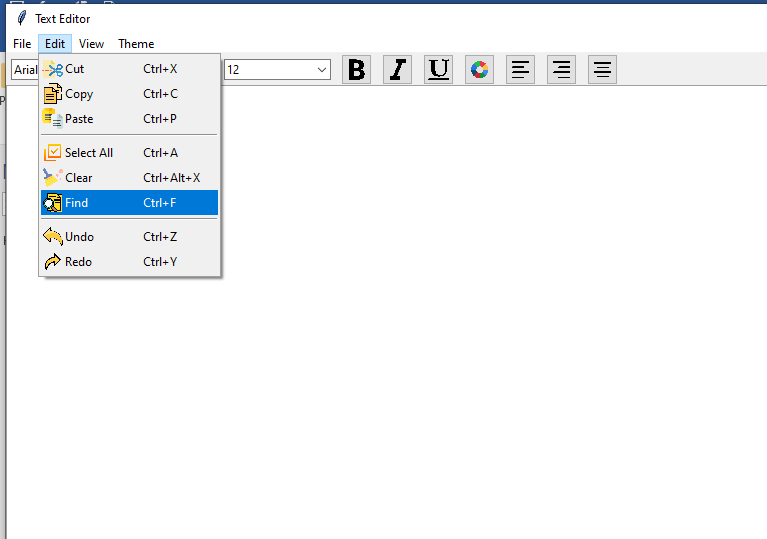 Text Editor
File Edit View Theme
Arial 12 B I U
Cut Ctrl+X
Copy Ctrl+C
Paste Ctrl+P
Select All Ctrl+A
Clear Ctrl+Alt+X
Find Ctrl+F
Undo Ctrl+Z
Redo Ctrl+Y